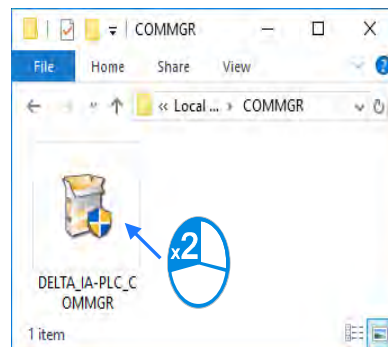 COMMGR
File Home Share View
« Local ... › COMMGR
x2
DELTA_IA-PLC_C
OMMGR
1 item